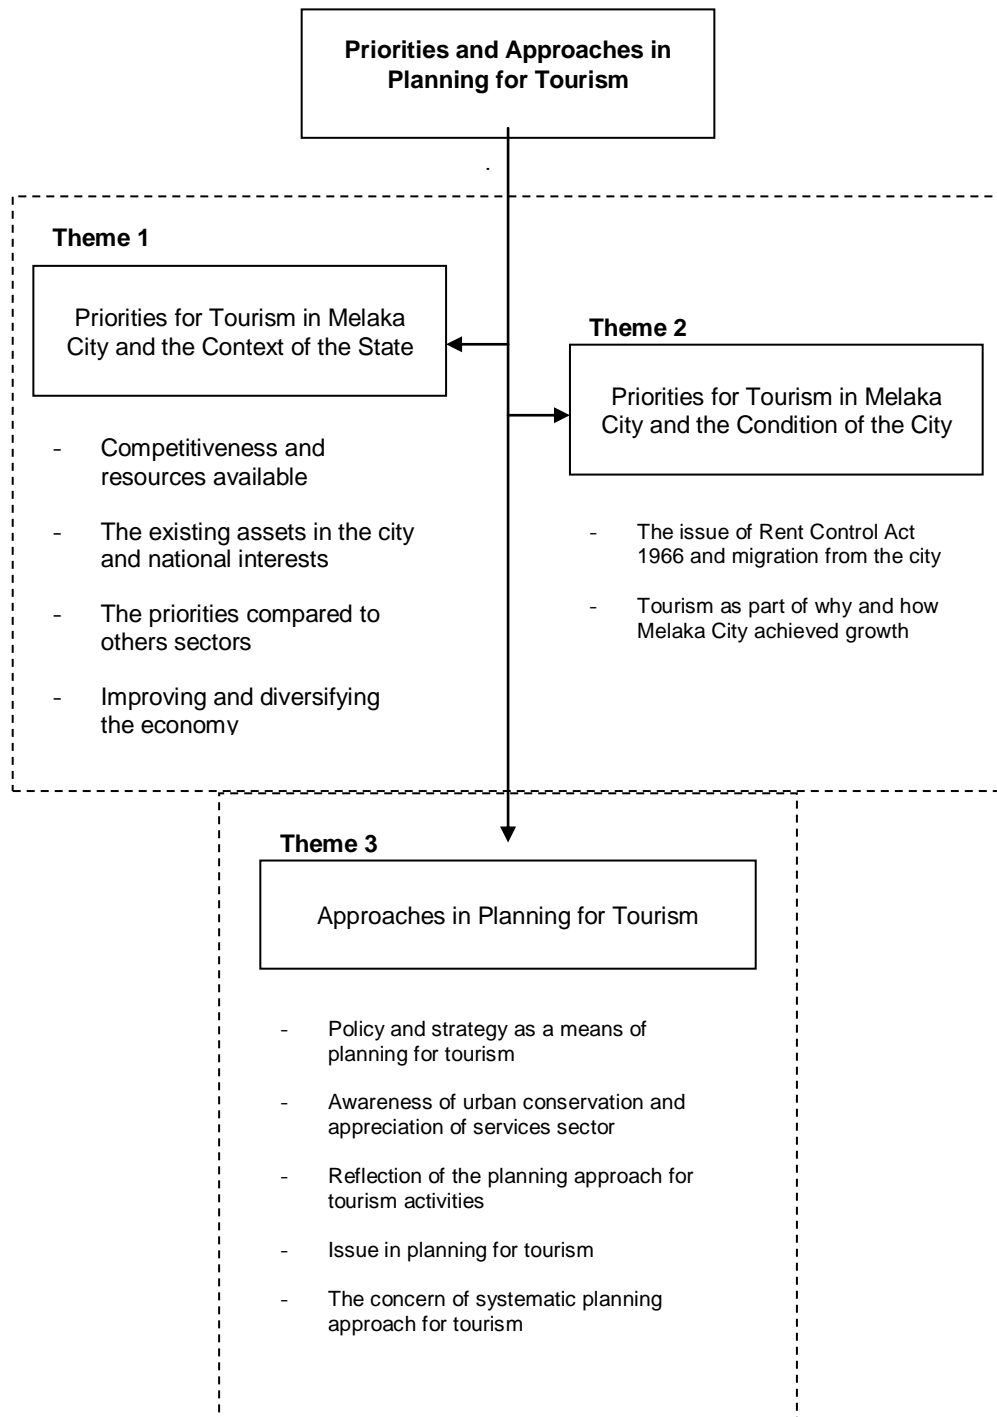 Priorities and Approaches in
Planning for Tourism
.
Theme 1
Priorities for Tourism in Melaka
City and the Context of the State
- Competitiveness and
resources available
- The existing assets in the city
and national interests
- The priorities compared to
others sectors
- Improving and diversifying
the economy
Theme 2
Priorities for Tourism in Melaka
City and the Condition of the City
- The issue of Rent Control Act
1966 and migration from the city
- Tourism as part of why and how
Melaka City achieved growth
Theme 3
Approaches in Planning for Tourism
- Policy and strategy as a means of
planning for tourism
- Awareness of urban conservation and
appreciation of services sector
- Reflection of the planning approach for
tourism activities
- Issue in planning for tourism
- The concern of systematic planning
approach for tourism